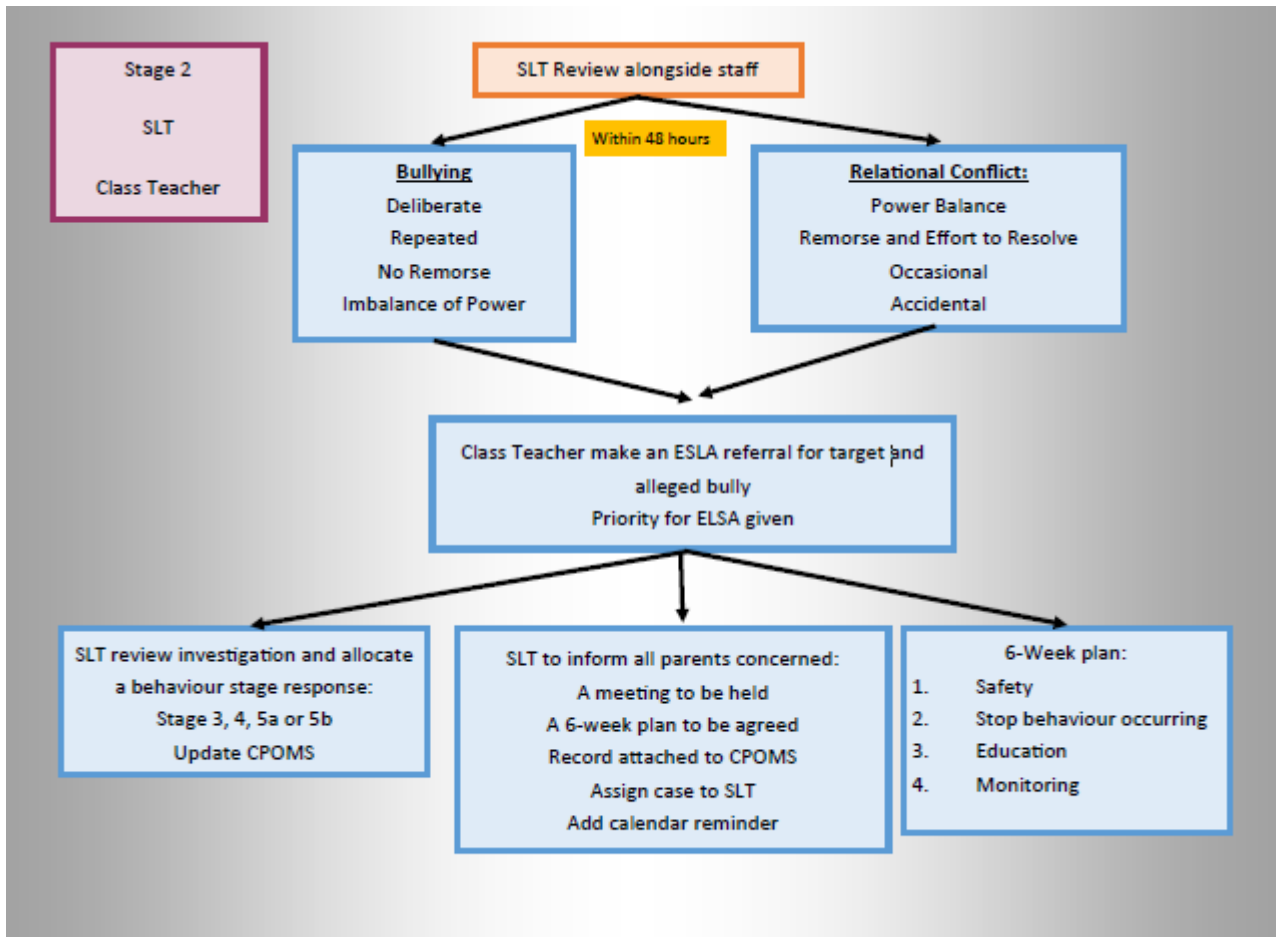 Stage 2
SLT
Class Teacher
SLT Review alongside staff
Within 48 hours
Bullying
Deliberate
Repeated
No Remorse
Imbalance of Power
Relational Conflict:
Power Balance
Remorse and Effort to Resolve
Occasional
Accidental
Class Teacher make an ESLA referral for target and
alleged bully
Priority for ELSA given
SLT review investigation and allocate
a behaviour stage response:
Stage 3, 4, 5a or 5b
Update CPOMS
SLT to inform all parents concerned:
A meeting to be held
A 6-week plan to be agreed
Record attached to CPOMS
Assign case to SLT
Add calendar reminder
6-Week plan:
1. Safety
2. Stop behaviour occurring
3. Education
4. Monitoring